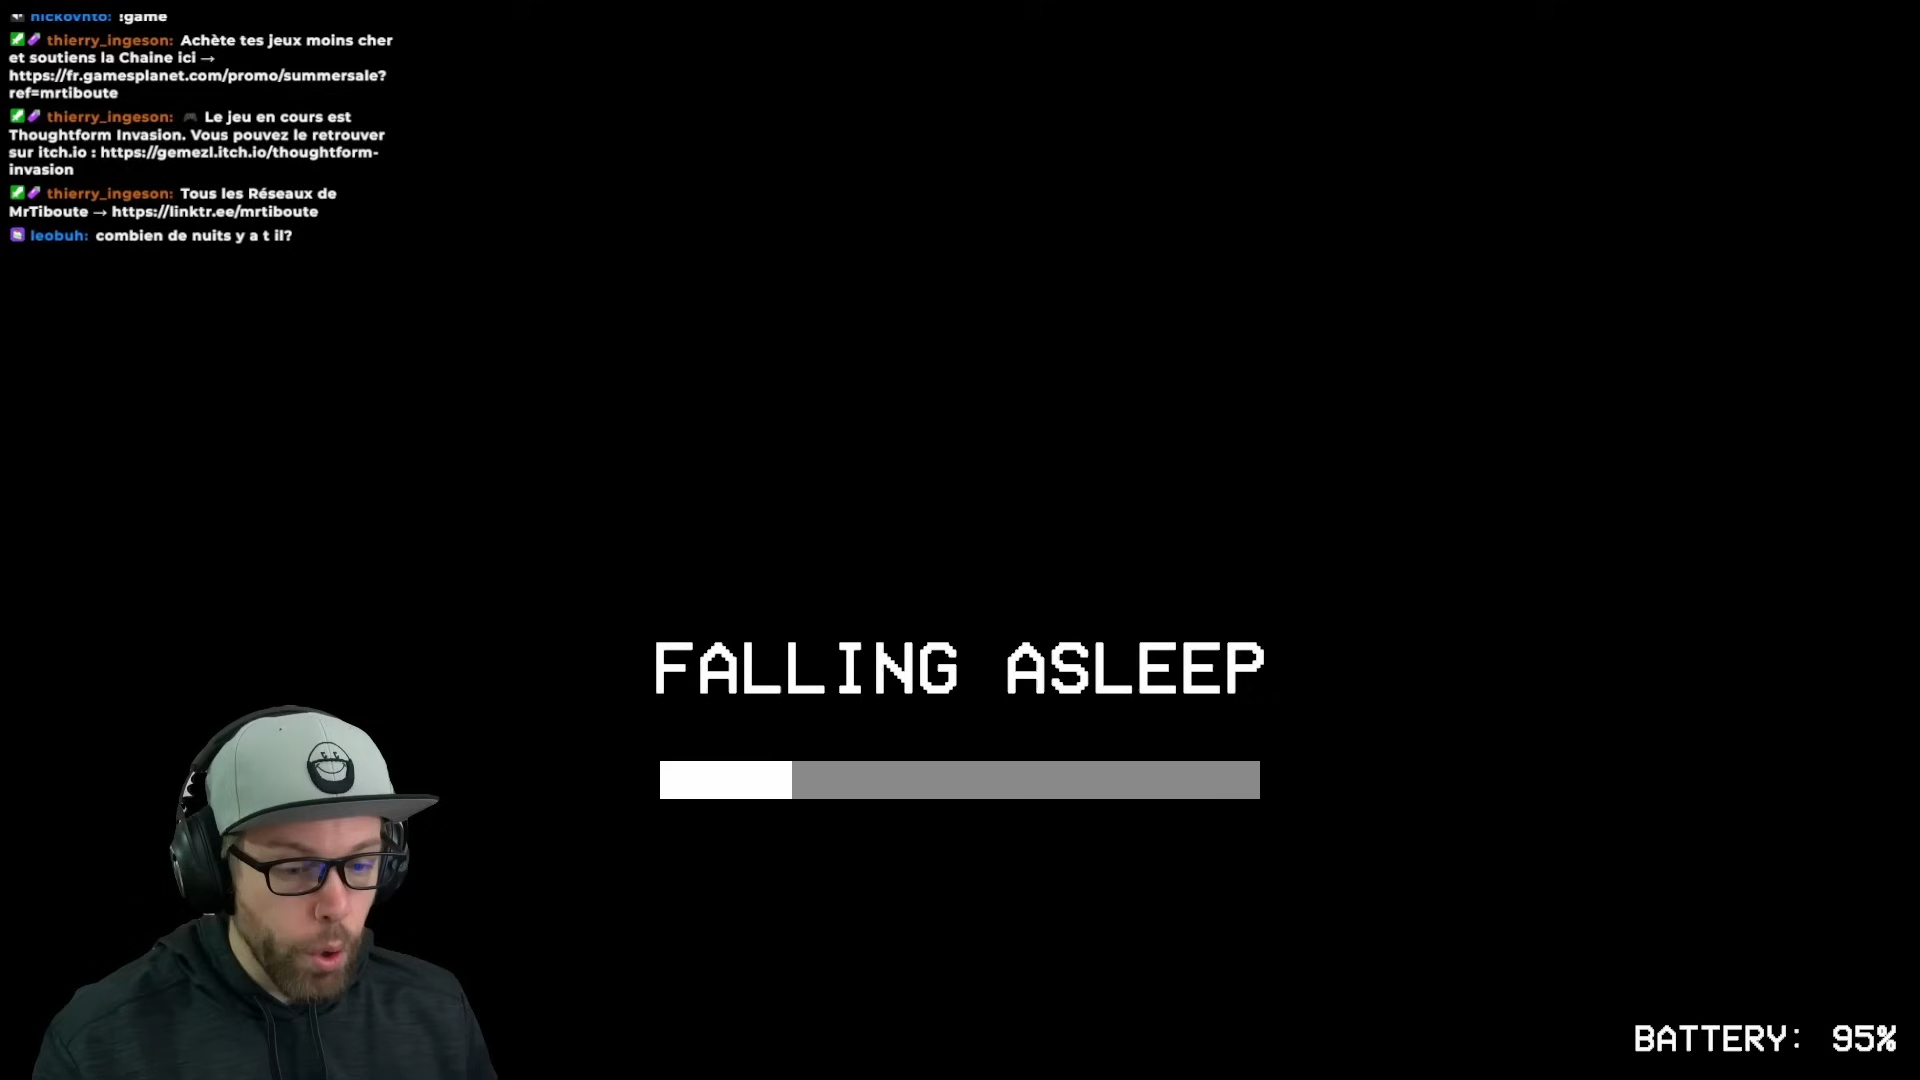 nickovhto: !game
thierry_ingeson: Achète tes jeux moins cher
et soutiens la Chaine ici →
https://fr.gamesplanet.com/promo/summersale?
ref=mrtiboute
thierry_ingeson: 🎮 Le jeu en cours est
Thoughtform Invasion. Vous pouvez le retrouver
sur itch.io : https://gemezl.itch.io/thoughtform-
invasion
thierry_ingeson: Tous les Réseaux de
MrTiboute → https://linktr.ee/mrtiboute
leobuh: combien de nuits y a t il?
FALLING ASLEEP
BATTERY: 95%